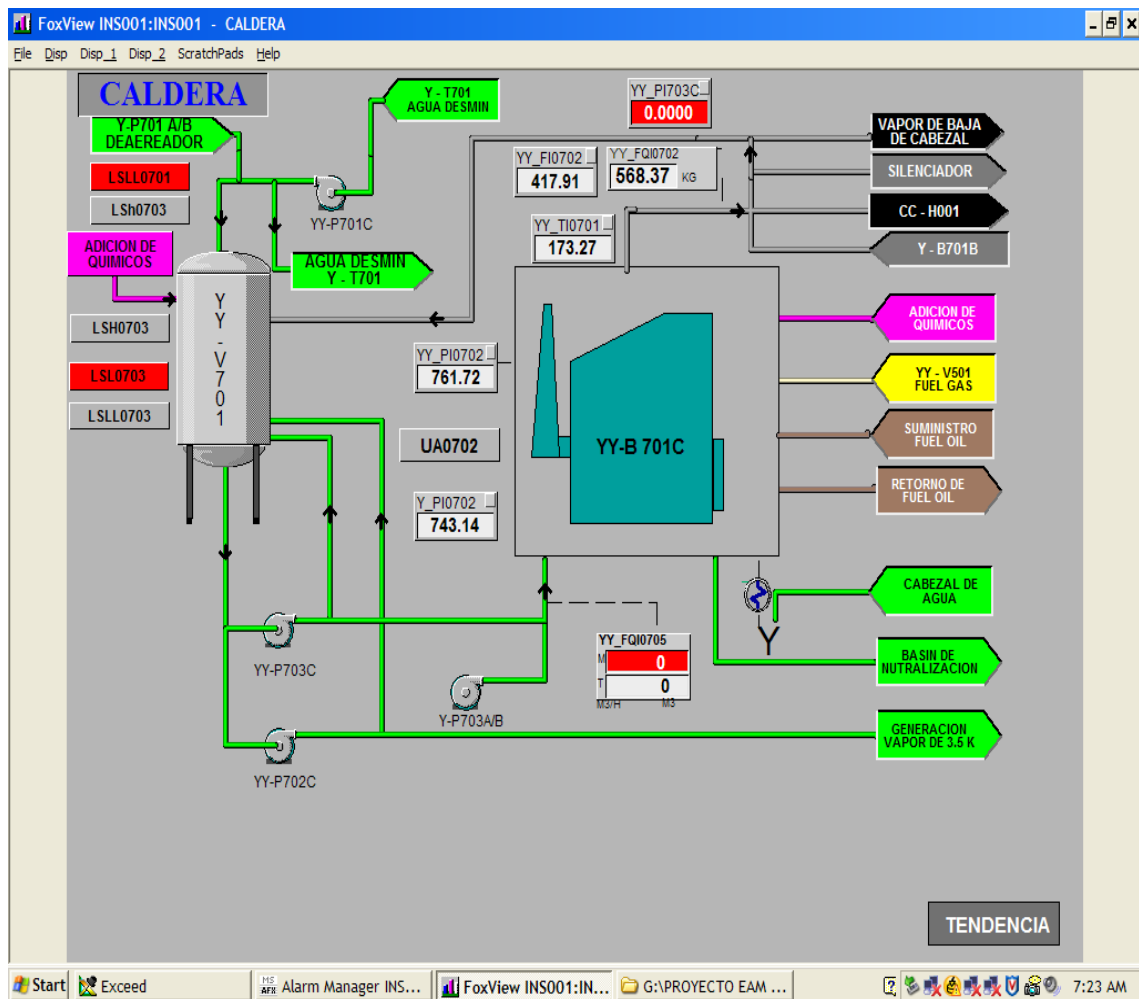 FoxView INS001:INS001 - CALDERA
File Disp Disp_1 Disp_2 ScratchPads Help
CALDERA
Y - T701
AGUA DESMIN
YY_PI703C
0.0000
Y-P701 A/B
DEAEREADOR
VAPOR DE BAJA
DE CABEZAL
YY_FI0702
417.91
YY_FQI0702
568.37 KG
SILENCIADOR
LSLL0701
LSh0703
YY-P701C
CC - H001
YY_TI0701
173.27
ADICION DE
QUIMICOS
Y - B701B
AGUA DESMIN
Y - T701
YY-V701
ADICION DE
QUIMICOS
LSH0703
YY_PI0702
761.72
YY - V501
FUEL GAS
LSL0703
LSLL0703
UA0702
YY-B 701C
SUMINISTRO
FUEL OIL
RETORNO DE
FUEL OIL
Y_PI0702
743.14
CABEZAL DE
AGUA
YY-P703C
YY_FQI0705
M 0
T 0
M3/H M3
BASIN DE
NUTRALIZACION
Y-P703A/B
GENERACION
VAPOR DE 3.5 K
YY-P702C
TENDENCIA
Start Exceed MS AFX Alarm Manager INS... FoxView INS001:IN... G:\PROYECTO EAM ... 7:23 AM